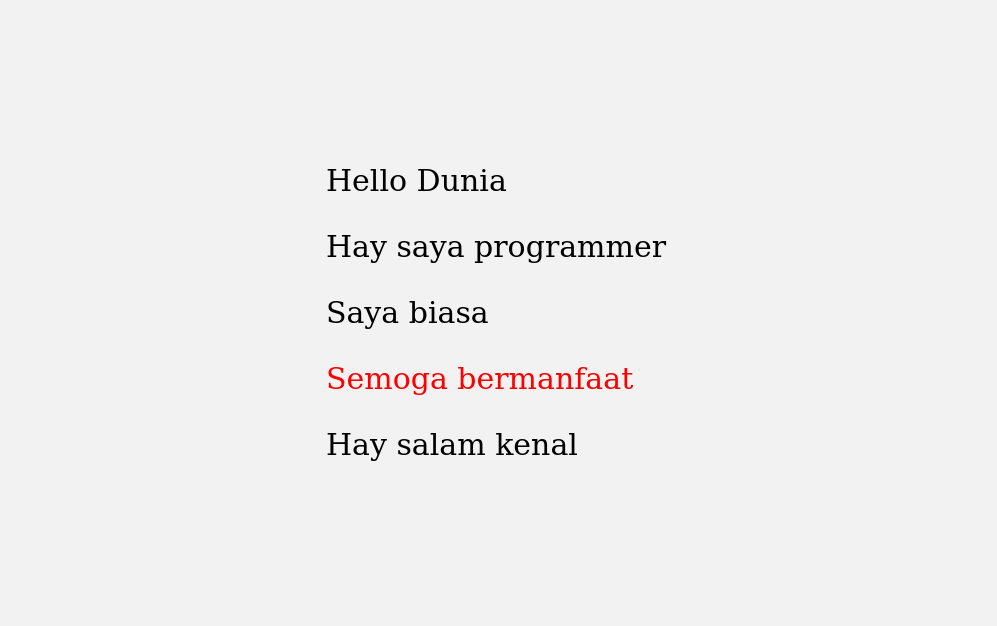 Hello Dunia
Hay saya programmer
Saya biasa
Semoga bermanfaat
Hay salam kenal